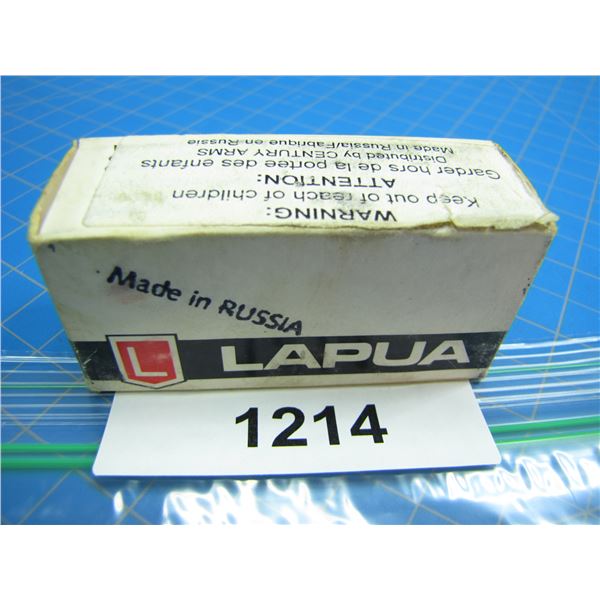 WARNING:
Keep out of reach of children
ATTENTION:
Garder hors de la portée des enfants
Distributed by CENTURY ARMS
Made in Russia/Fabrique en Russie
Made in RUSSIA
L LAPUA
1214